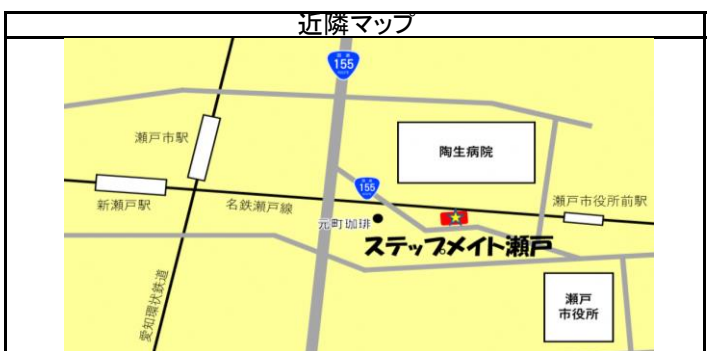 近隣マップ
155
瀬戸市駅
陶生病院
155
新瀬戸駅
名鉄瀬戸線
瀬戸市役所前駅
元町珈琲
ステップメイト瀬戸
愛知環状鉄道
瀬戸
市役所